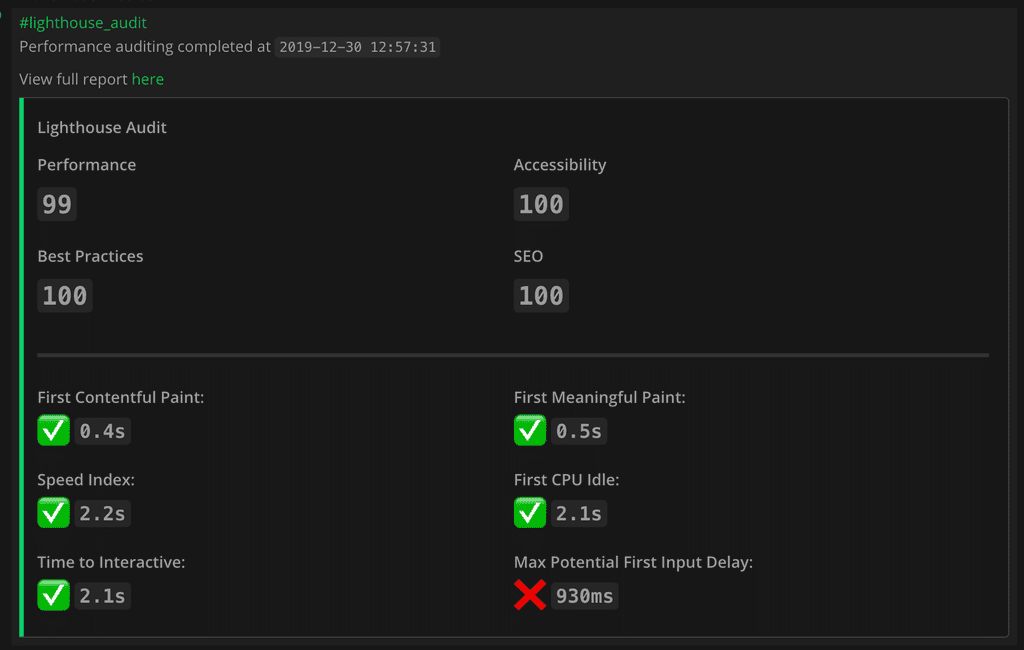 #lighthouse_audit
Performance auditing completed at 2019-12-30 12:57:31
View full report here
Lighthouse Audit
Performance
Accessibility
99
100
Best Practices
SEO
100
100
First Contentful Paint:
First Meaningful Paint:
0.4s
0.5s
Speed Index:
First CPU Idle:
2.2s
2.1s
Time to Interactive:
Max Potential First Input Delay:
2.1s
930ms